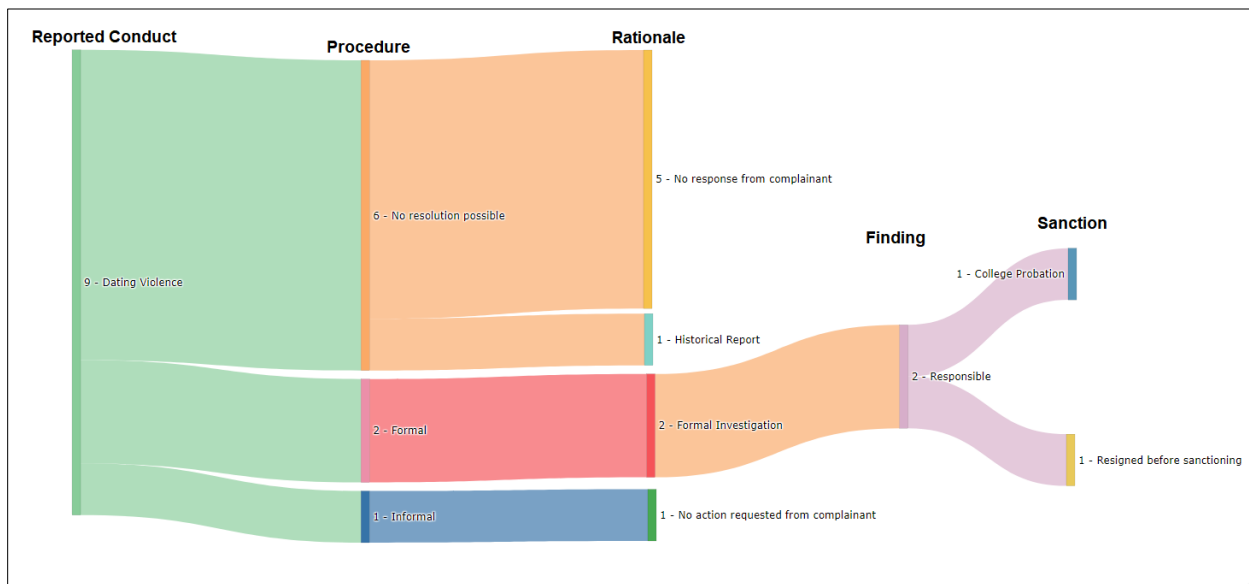 Reported Conduct
Procedure
Rationale
Finding
Sanction
9 - Dating Violence
6 - No resolution possible
2 - Formal
1 - Informal
5 - No response from complainant
1 - Historical Report
2 - Formal Investigation
1 - No action requested from complainant
2 - Responsible
1 - College Probation
1 - Resigned before sanctioning